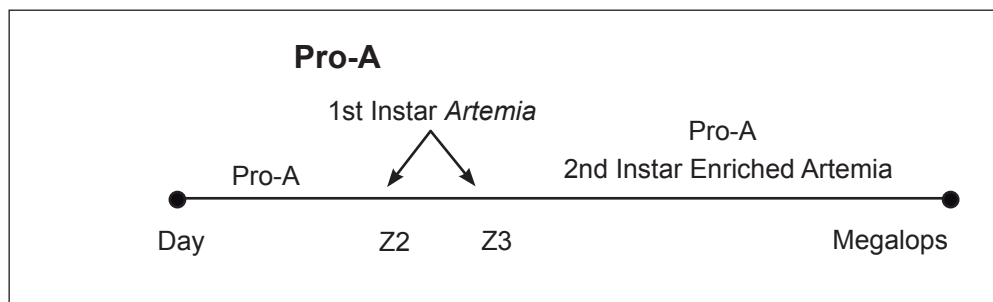 Pro-A
1st Instar Artemia
Pro-A
Pro-A
2nd Instar Enriched Artemia
Day
Z2
Z3
Megalops